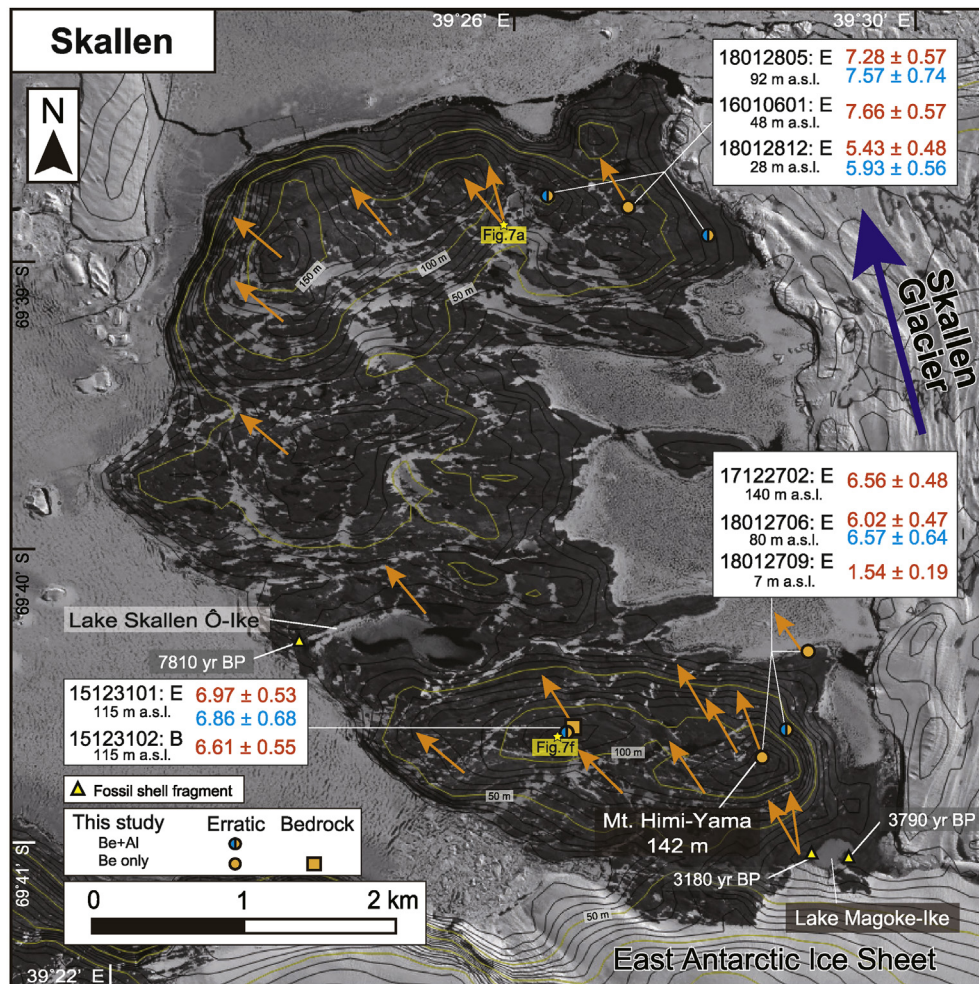 Skallen
39°26' E
39°30' E
N
18012805: E 7.28 ± 0.57
92 m a.s.l. 7.57 ± 0.74
16010601: E 7.66 ± 0.57
48 m a.s.l.
18012812: E 5.43 ± 0.48
28 m a.s.l. 5.93 ± 0.56
Fig.7a
150 m
100 m
50 m
69°39' S
Skallen
Glacier
17122702: E 6.56 ± 0.48
140 m a.s.l.
18012706: E 6.02 ± 0.47
80 m a.s.l. 6.57 ± 0.64
18012709: E 1.54 ± 0.19
7 m a.s.l.
69°40' S
Lake Skallen Ô-Ike
7810 yr BP
15123101: E 6.97 ± 0.53
115 m a.s.l. 6.86 ± 0.68
15123102: B 6.61 ± 0.55
115 m a.s.l.
Fig.7f
100 m
50 m
Fossil shell fragment
This study Erratic Bedrock
Be+Al
Be only
Mt. Himi-Yama
142 m
3790 yr BP
3180 yr BP
69°41' S
0 1 2 km
Lake Magoke-Ike
50 m
East Antarctic Ice Sheet
39°22' E